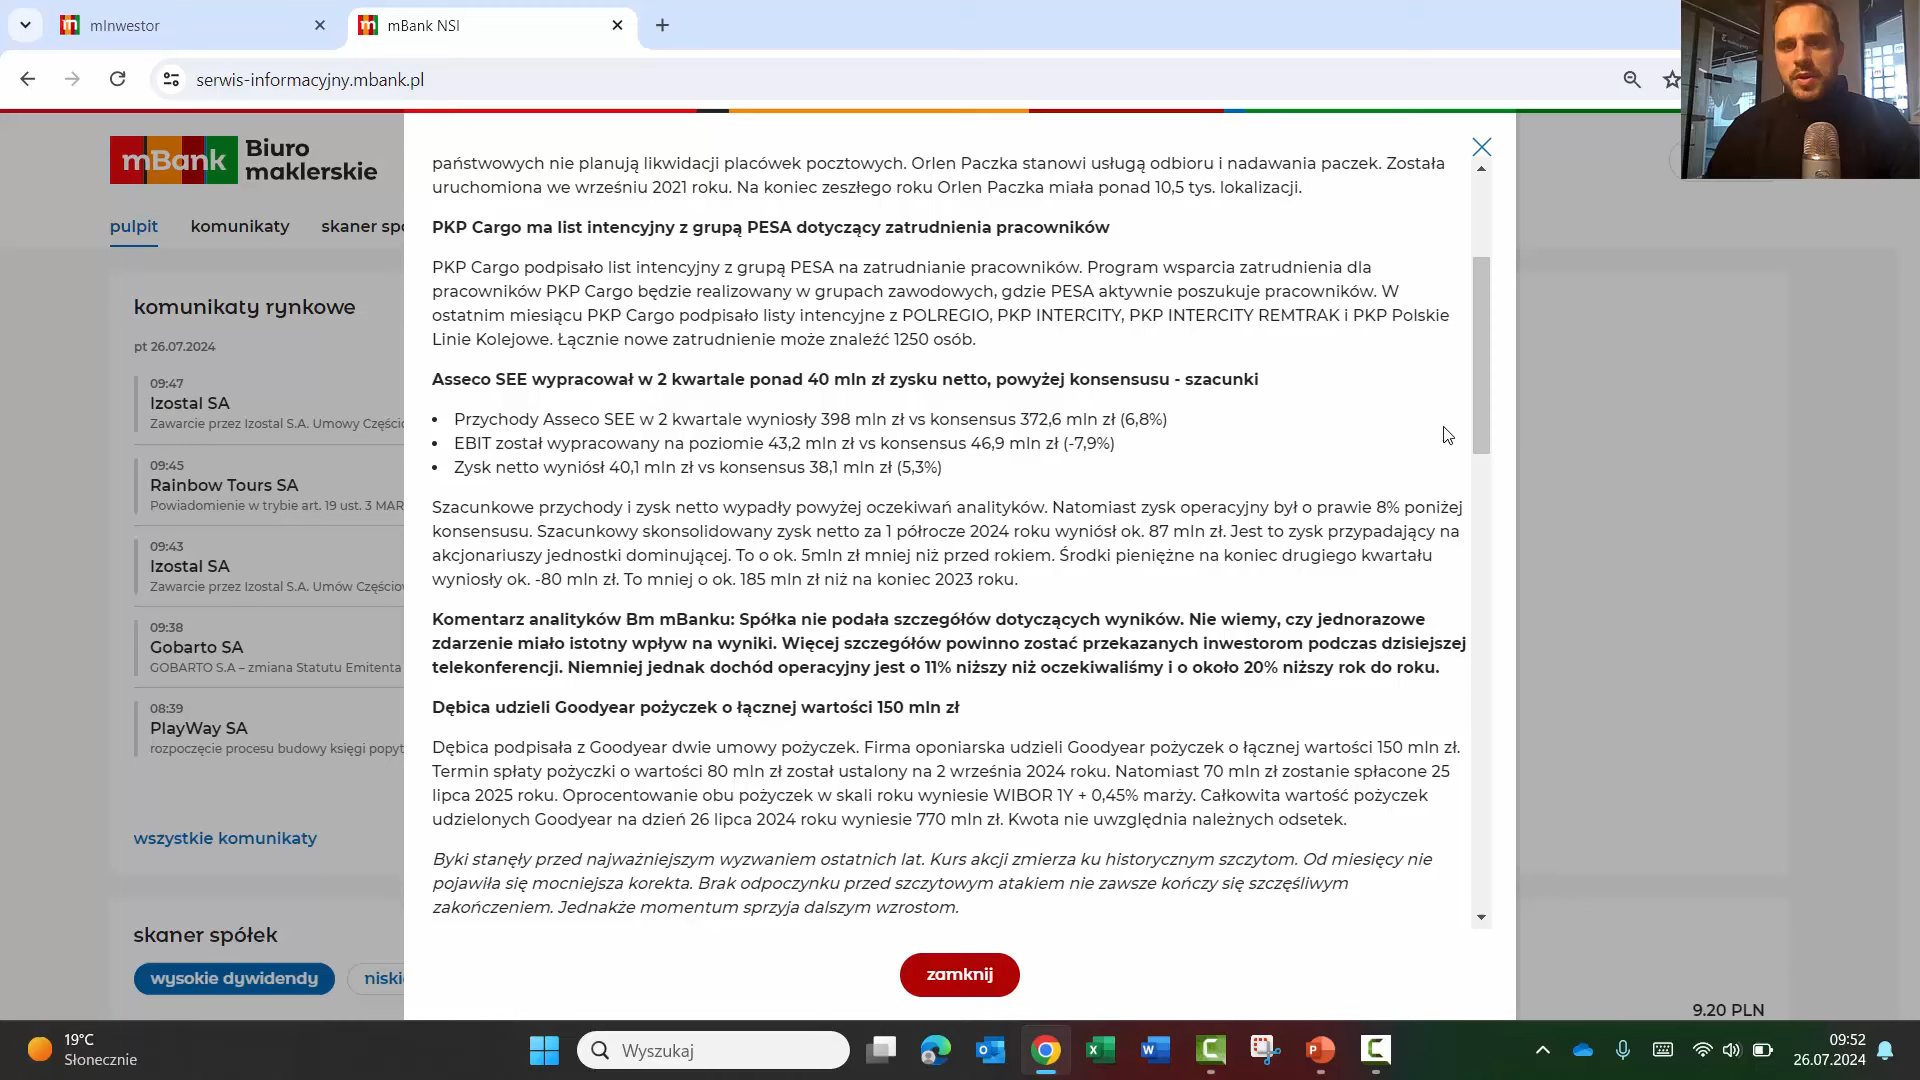 mInwestor
mBank NSI
serwis-informacyjny.mbank.pl
mBank Biuro maklerskie
pulpit komunikaty skaner spo
komunikaty rynkowe
pt 26.07.2024
09:47
Izostal SA
Zawarcie przez Izostal S.A. Umowy Częścio
09:45
Rainbow Tours SA
Powiadomienie w trybie art. 19 ust. 3 MAR
09:43
Izostal SA
Zawarcie przez Izostal S.A. Umów Częściow
09:38
Gobarto SA
GOBARTO S.A – zmiana Statutu Emitenta
08:39
PlayWay SA
rozpoczęcie procesu budowy księgi popyt
wszystkie komunikaty
skaner spółek
wysokie dywidendy niski
państwowych nie planują likwidacji placówek pocztowych. Orlen Paczka stanowi usługą odbioru i nadawania paczek. Została
uruchomiona we wrześniu 2021 roku. Na koniec zeszłego roku Orlen Paczka miała ponad 10,5 tys. lokalizacji.
PKP Cargo ma list intencyjny z grupą PESA dotyczący zatrudnienia pracowników
PKP Cargo podpisało list intencyjny z grupą PESA na zatrudnianie pracowników. Program wsparcia zatrudnienia dla
pracowników PKP Cargo będzie realizowany w grupach zawodowych, gdzie PESA aktywnie poszukuje pracowników. W
ostatnim miesiącu PKP Cargo podpisało listy intencyjne z POLREGIO, PKP INTERCITY, PKP INTERCITY REMTRAK i PKP Polskie
Linie Kolejowe. Łącznie nowe zatrudnienie może znaleźć 1250 osób.
Asseco SEE wypracował w 2 kwartale ponad 40 mln zł zysku netto, powyżej konsensusu - szacunki
• Przychody Asseco SEE w 2 kwartale wyniosły 398 mln zł vs konsensus 372,6 mln zł (6,8%)
• EBIT został wypracowany na poziomie 43,2 mln zł vs konsensus 46,9 mln zł (-7,9%)
• Zysk netto wyniósł 40,1 mln zł vs konsensus 38,1 mln zł (5,3%)
Szacunkowe przychody i zysk netto wypadły powyżej oczekiwań analityków. Natomiast zysk operacyjny był o prawie 8% poniżej
konsensusu. Szacunkowy skonsolidowany zysk netto za 1 półrocze 2024 roku wyniósł ok. 87 mln zł. Jest to zysk przypadający na
akcjonariuszy jednostki dominującej. To o ok. 5mln zł mniej niż przed rokiem. Środki pieniężne na koniec drugiego kwartału
wyniosły ok. -80 mln zł. To mniej o ok. 185 mln zł niż na koniec 2023 roku.
Komentarz analityków Bm mBanku: Spółka nie podała szczegółów dotyczących wyników. Nie wiemy, czy jednorazowe
zdarzenie miało istotny wpływ na wyniki. Więcej szczegółów powinno zostać przekazanych inwestorom podczas dzisiejszej
telekonferencji. Niemniej jednak dochód operacyjny jest o 11% niższy niż oczekiwaliśmy i o około 20% niższy rok do roku.
Dębica udzieli Goodyear pożyczek o łącznej wartości 150 mln zł
Dębica podpisała z Goodyear dwie umowy pożyczek. Firma oponiarska udzieli Goodyear pożyczek o łącznej wartości 150 mln zł.
Termin spłaty pożyczki o wartości 80 mln zł został ustalony na 2 września 2024 roku. Natomiast 70 mln zł zostanie spłacone 25
lipca 2025 roku. Oprocentowanie obu pożyczek w skali roku wyniesie WIBOR 1Y + 0,45% marży. Całkowita wartość pożyczek
udzielonych Goodyear na dzień 26 lipca 2024 roku wyniesie 770 mln zł. Kwota nie uwzględnia należnych odsetek.
Byki stanęły przed najważniejszym wyzwaniem ostatnich lat. Kurs akcji zmierza ku historycznym szczytom. Od miesięcy nie
pojawiła się mocniejsza korekta. Brak odpoczynku przed szczytowym atakiem nie zawsze kończy się szczęśliwym
zakończeniem. Jednakże momentum sprzyja dalszym wzrostom.
zamknij
9.20 PLN
19°C
Słonecznie
Wyszukaj
09:52
26.07.2024